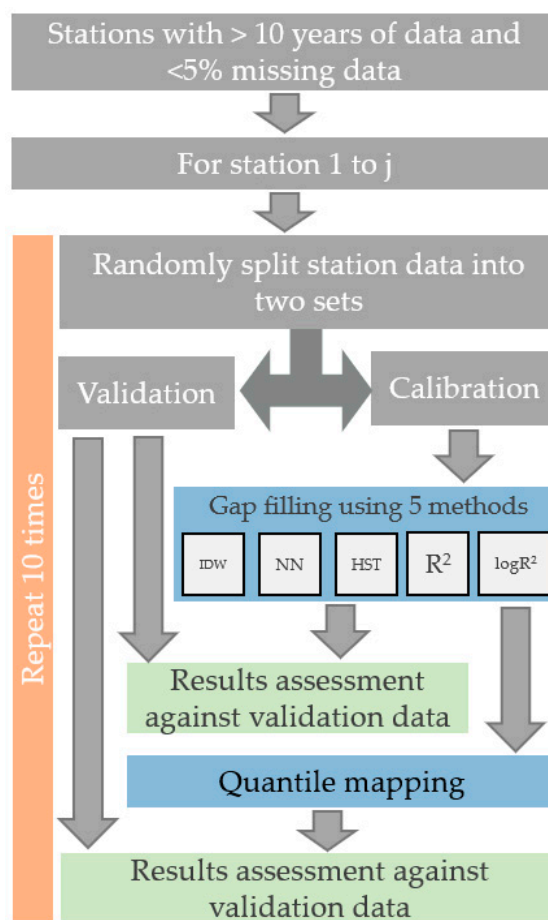 Stations with > 10 years of data and
<5% missing data
For station 1 to j
Randomly split station data into
two sets
Validation
Calibration
Repeat 10 times
Gap filling using 5 methods
IDW
NN
HST
R²
logR²
Results assessment
against validation data
Quantile mapping
Results assessment against
validation data